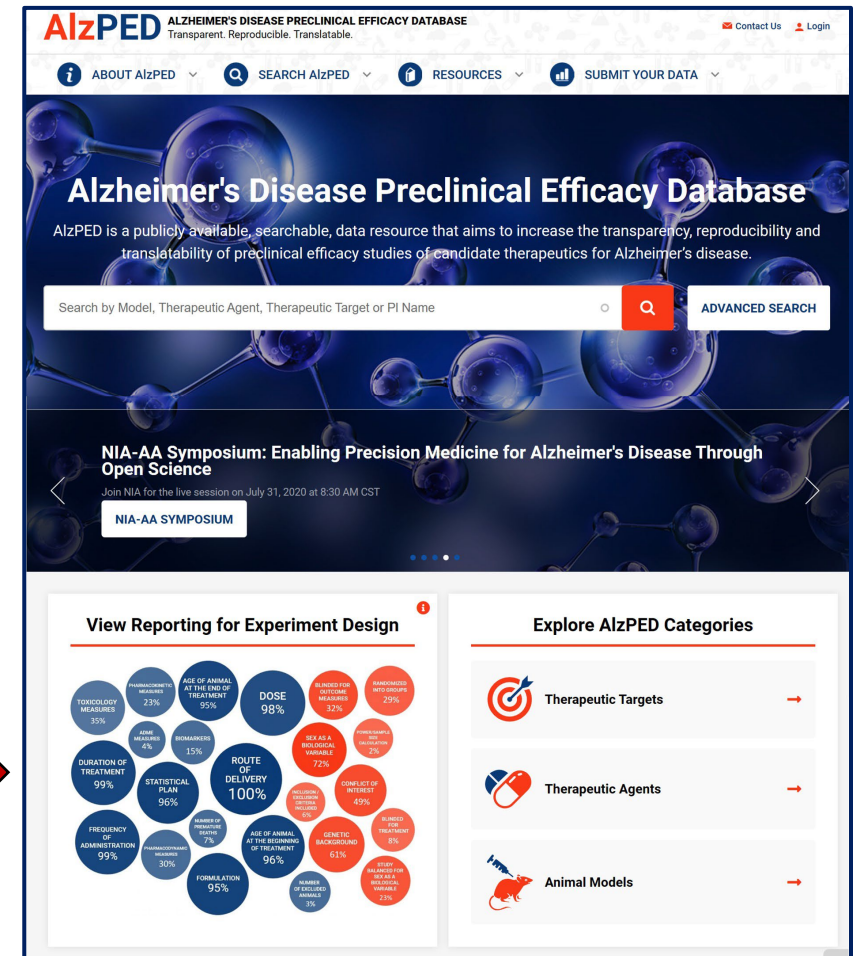 AlzPED
ALZHEIMER'S DISEASE PRECLINICAL EFFICACY DATABASE
Transparent. Reproducible. Translatable.
Contact Us
Login
ABOUT AlzPED
SEARCH AlzPED
RESOURCES
SUBMIT YOUR DATA
Alzheimer's Disease Preclinical Efficacy Database
AlzPED is a publicly available, searchable, data resource that aims to increase the transparency, reproducibility and
translatability of preclinical efficacy studies of candidate therapeutics for Alzheimer's disease.
Search by Model, Therapeutic Agent, Therapeutic Target or PI Name
ADVANCED SEARCH
NIA-AA Symposium: Enabling Precision Medicine for Alzheimer's Disease Through
Open Science
Join NIA for the live session on July 31, 2020 at 8:30 AM CST
NIA-AA SYMPOSIUM
View Reporting for Experiment Design
TOXICOLOGY
MEASURES
35%
PHARMACOKINETIC
MEASURES
23%
AGE OF ANIMAL
AT THE END OF
TREATMENT
95%
DOSE
98%
BLINDED FOR
OUTCOME
MEASURES
32%
RANDOMIZED
INTO GROUPS
29%
ADME
MEASURES
4%
BIOMARKERS
15%
SEX AS A
BIOLOGICAL
VARIABLE
72%
POWER/SAMPLE
SIZE
CALCULATION
2%
DURATION OF
TREATMENT
99%
STATISTICAL
PLAN
96%
ROUTE
OF
DELIVERY
100%
INCLUSION /
EXCLUSION
CRITERIA
INCLUDED
6%
CONFLICT OF
INTEREST
49%
FREQUENCY
OF
ADMINISTRATION
99%
NUMBER OF
PREMATURE
DEATHS
7%
PHARMACODYNAMIC
MEASURES
30%
AGE OF ANIMAL
AT THE BEGINNING
OF TREATMENT
96%
GENETIC
BACKGROUND
61%
BLINDED
FOR
TREATMENT
8%
FORMULATION
95%
NUMBER
OF EXCLUDED
ANIMALS
3%
STUDY
BALANCED FOR
SEX AS A
BIOLOGICAL
VARIABLE
23%
Explore AlzPED Categories
Therapeutic Targets
Therapeutic Agents
Animal Models